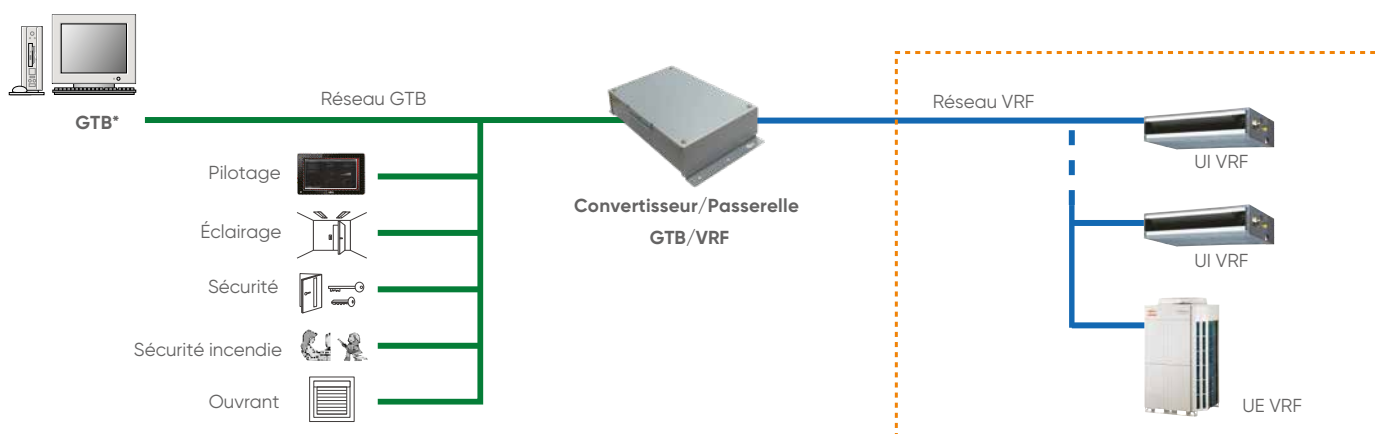 GTB*
Réseau GTB
Pilotage
Éclairage
Sécurité
Sécurité incendie
Ouvrant
Convertisseur/Passerelle
GTB/VRF
Réseau VRF
UI VRF
UI VRF
UE VRF